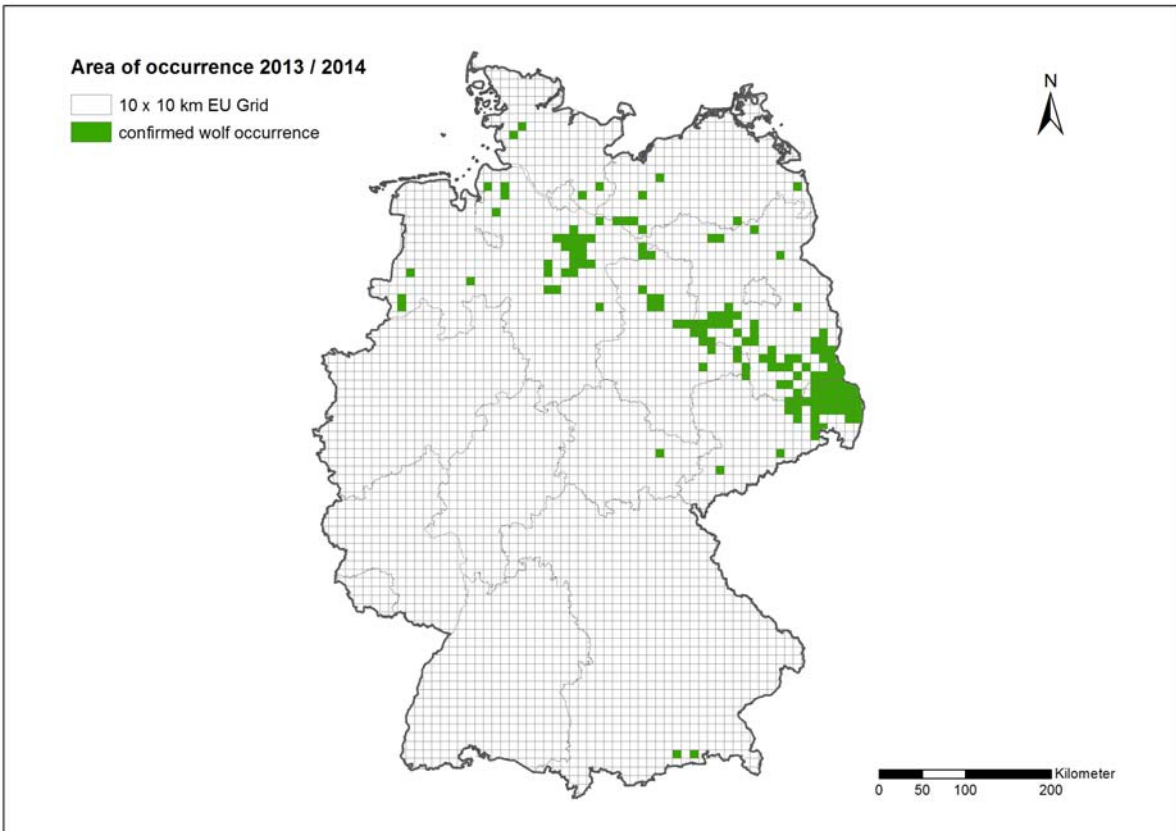 Area of occurrence 2013 / 2014
10 x 10 km EU Grid
confirmed wolf occurrence
N
Kilometer
0 50 100 200